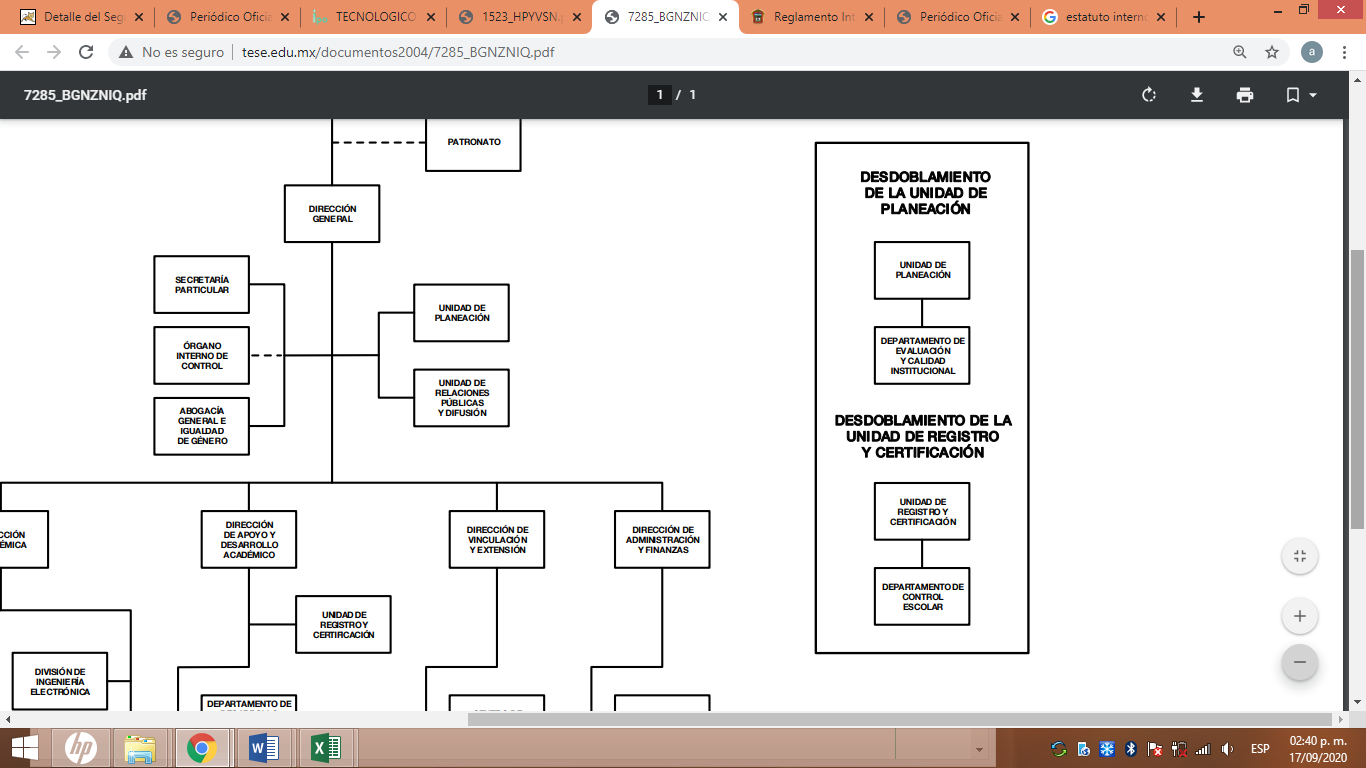 Detalle del Seg
Periódico Oficia
TECNOLOGICO
1523_HPYVSN.p
7285_BGNZNIQ
Reglamento Int
Periódico Oficia
estatuto interno
No es seguro
tese.edu.mx/documentos2004/7285_BGNZNIQ.pdf
a
7285_BGNZNIQ.pdf
1 / 1
PATRONATO
DIRECCIÓN
GENERAL
SECRETARÍA
PARTICULAR
ÓRGANO
INTERNO DE
CONTROL
ABOGACÍA
GENERAL E
IGUALDAD
DE GÉNERO
UNIDAD DE
PLANEACIÓN
UNIDAD DE
RELACIONES
PÚBLICAS
Y DIFUSIÓN
CCIÓN
ÉMICA
DIRECCIÓN
DE APOYO Y
DESARROLLO
ACADÉMICO
DIRECCIÓN DE
VINCULACIÓN
Y EXTENSIÓN
DIRECCIÓN DE
ADMINISTRACIÓN
Y FINANZAS
UNIDAD DE
REGISTRO Y
CERTIFICACIÓN
DIVISIÓN DE
INGENIERÍA
ELECTRÓNICA
DEPARTAMENTO DE
DESDOBLAMIENTO
DE LA UNIDAD DE
PLANEACIÓN
UNIDAD DE
PLANEACIÓN
DEPARTAMENTO DE
EVALUACIÓN
Y CALIDAD
INSTITUCIONAL
DESDOBLAMIENTO DE LA
UNIDAD DE REGISTRO
Y CERTIFICACIÓN
UNIDAD DE
REGISTRO Y
CERTIFICACIÓN
DEPARTAMENTO DE
CONTROL
ESCOLAR
hp
ESP
02:40 p. m.
17/09/2020